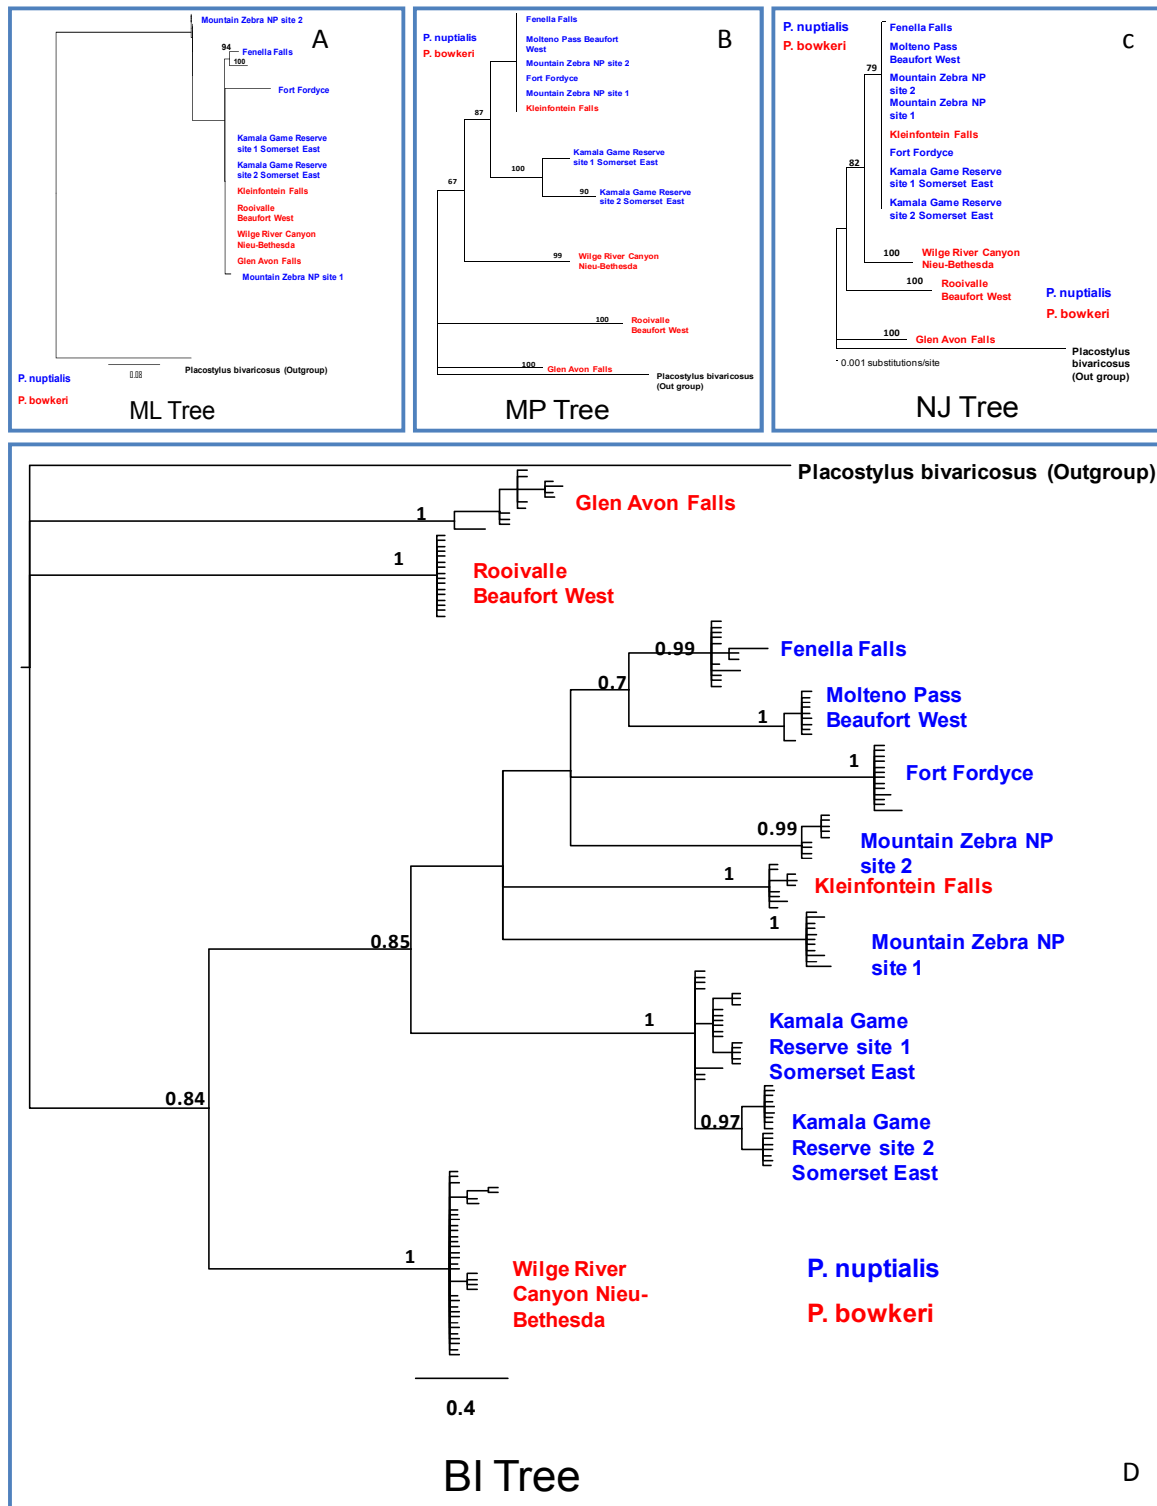 A
Mountain Zebra NP site 2
94
Fenella Falls
100
Fort Fordyce
Kamala Game Reserve
site 1 Somerset East
Kamala Game Reserve
site 2 Somerset East
Kleinfontein Falls
Rooivalle
Beaufort West
Wilge River Canyon
Nieu-Bethesda
Glen Avon Falls
Mountain Zebra NP site 1
0.08
Placostylus bivaricosus (Outgroup)
P. nuptialis
P. bowkeri
ML Tree
B
P. nuptialis
P. bowkeri
Fenella Falls
Molteno Pass Beaufort
West
Mountain Zebra NP site 2
Fort Fordyce
Mountain Zebra NP site 1
Kleinfontein Falls
87
Kamala Game Reserve
site 1 Somerset East
100
67
90
Kamala Game Reserve
site 2 Somerset East
99
Wilge River Canyon
Nieu-Bethesda
100
Rooivalle
Beaufort West
100
Glen Avon Falls
Placostylus bivaricosus
(Out group)
MP Tree
C
P. nuptialis
P. bowkeri
Fenella Falls
Molteno Pass
Beaufort West
79
Mountain Zebra NP
site 2
Mountain Zebra NP
site 1
Kleinfontein Falls
Fort Fordyce
82
Kamala Game Reserve
site 1 Somerset East
Kamala Game Reserve
site 2 Somerset East
100
Wilge River Canyon
Nieu-Bethesda
100
Rooivalle
Beaufort West
P. nuptialis
P. bowkeri
100
Glen Avon Falls
0.001 substitutions/site
Placostylus
bivaricosus
(Out group)
NJ Tree
Placostylus bivaricosus (Outgroup)
1
Glen Avon Falls
1
Rooivalle
Beaufort West
0.99
Fenella Falls
0.7
Molteno Pass
Beaufort West
1
1
Fort Fordyce
0.99
Mountain Zebra NP
site 2
1
Kleinfontein Falls
1
Mountain Zebra NP
site 1
0.85
1
Kamala Game
Reserve site 1
Somerset East
0.84
0.97
Kamala Game
Reserve site 2
Somerset East
1
Wilge River
Canyon Nieu-
Bethesda
P. nuptialis
P. bowkeri
0.4
BI Tree
D